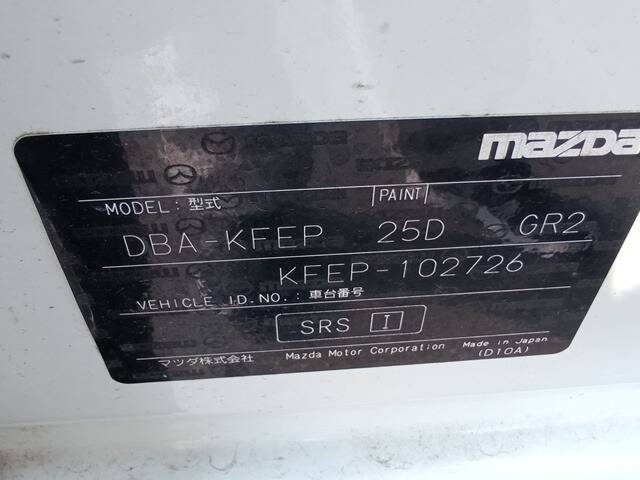 mazda
MODEL: 型式 PAINT
DBA-KFEP 25D GR2
KFEP-102726
VEHICLE ID.NO.: 車台番号
SRS I
マツダ株式会社 Mazda Motor Corporation Made in Japan
(D10A)